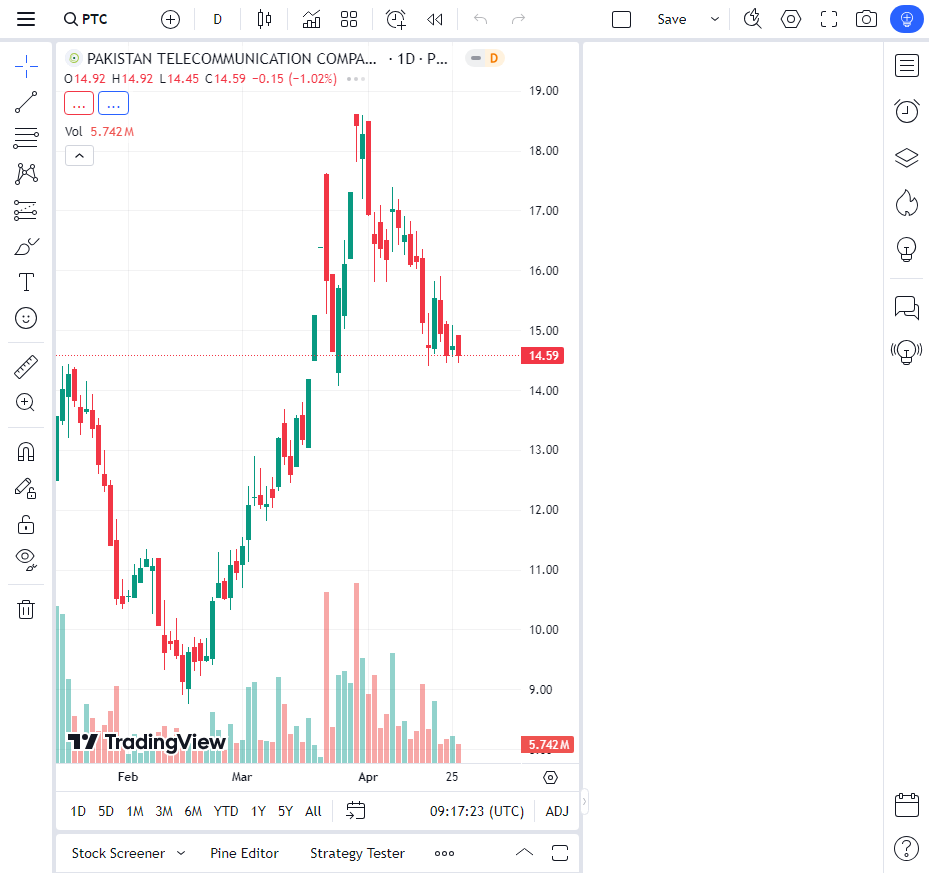 PTC
D
Save
PAKISTAN TELECOMMUNICATION COMPA... · 1D · P...
D
O14.92 H14.92 L14.45 C14.59 −0.15 (−1.02%)
... ...
Vol 5.742M
19.00
18.00
17.00
16.00
15.00
14.59
14.00
13.00
12.00
11.00
10.00
9.00
5.742M
TradingView
Feb Mar Apr 25
1D 5D 1M 3M 6M YTD 1Y 5Y All 09:17:23 (UTC) ADJ
Stock Screener Pine Editor Strategy Tester